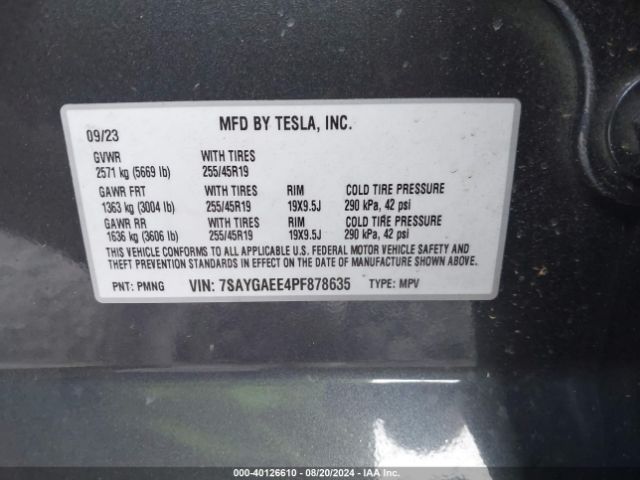 MFD BY TESLA, INC.
09/23
GVWR WITH TIRES
2571 kg (5669 lb) 255/45R19
GAWR FRT WITH TIRES RIM COLD TIRE PRESSURE
1363 kg (3004 lb) 255/45R19 19X9.5J 290 kPa, 42 psi
GAWR RR WITH TIRES RIM COLD TIRE PRESSURE
1636 kg (3606 lb) 255/45R19 19X9.5J 290 kPa, 42 psi
THIS VEHICLE CONFORMS TO ALL APPLICABLE U.S. FEDERAL MOTOR VEHICLE SAFETY AND
THEFT PREVENTION STANDARDS IN EFFECT ON THE DATE OF MANUFACTURE SHOWN ABOVE.
PNT: PMNG VIN: 7SAYGAEE4PF878635 TYPE: MPV
000-40126610 - 08/20/2024 - IAAI.COM